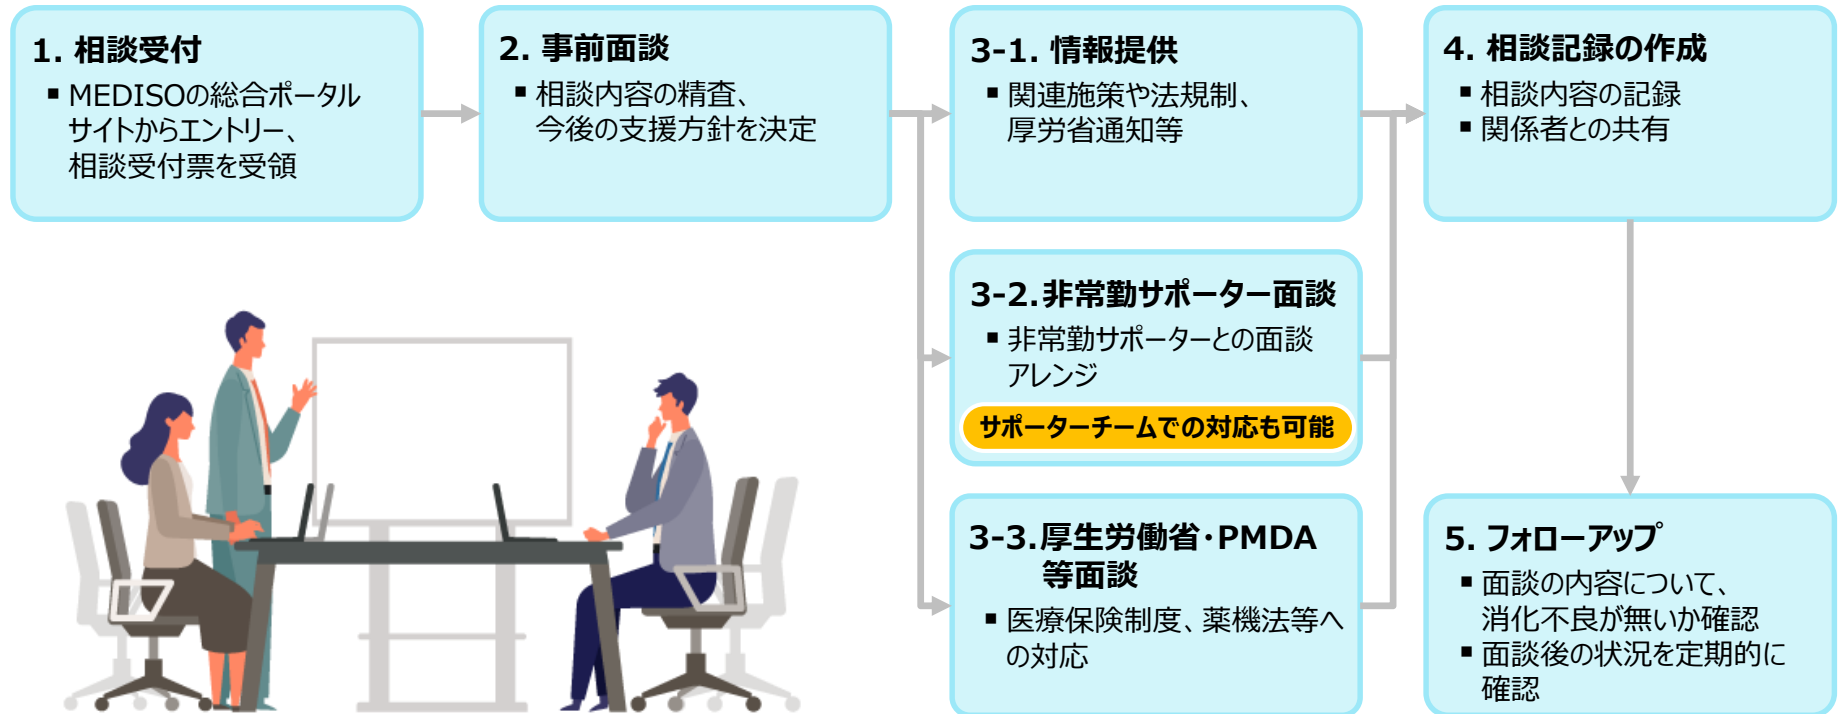 1. 相談受付
▪ MEDISOの総合ポータル
サイトからエントリー、
相談受付票を受領
2. 事前面談
▪ 相談内容の精査、
今後の支援方針を決定
3-1. 情報提供
▪ 関連施策や法規制、
厚労省通知等
3-2.非常勤サポーター面談
▪ 非常勤サポーターとの面談
アレンジ
サポーターチームでの対応も可能
3-3.厚生労働省・PMDA
等面談
▪ 医療保険制度、薬機法等へ
の対応
4. 相談記録の作成
▪ 相談内容の記録
▪ 関係者との共有
5. フォローアップ
▪ 面談の内容について、
消化不良が無いか確認
▪ 面談後の状況を定期的に
確認